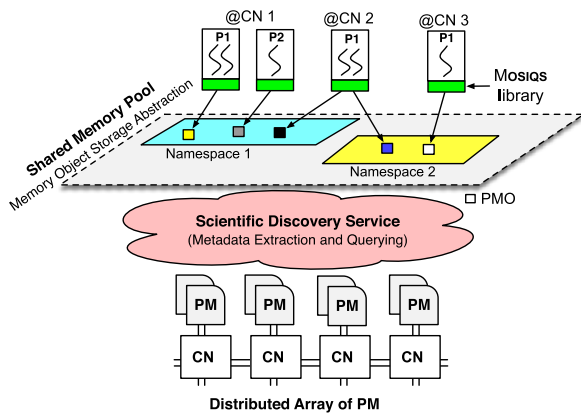 @CN 1
@CN 2
@CN 3
P1
P2
P1
P1
MOSIQS
library
Shared Memory Pool
Memory Object Storage Abstraction
Namespace 1
Namespace 2
PMO
Scientific Discovery Service
(Metadata Extraction and Querying)
PM
PM
PM
PM
CN
CN
CN
CN
Distributed Array of PM